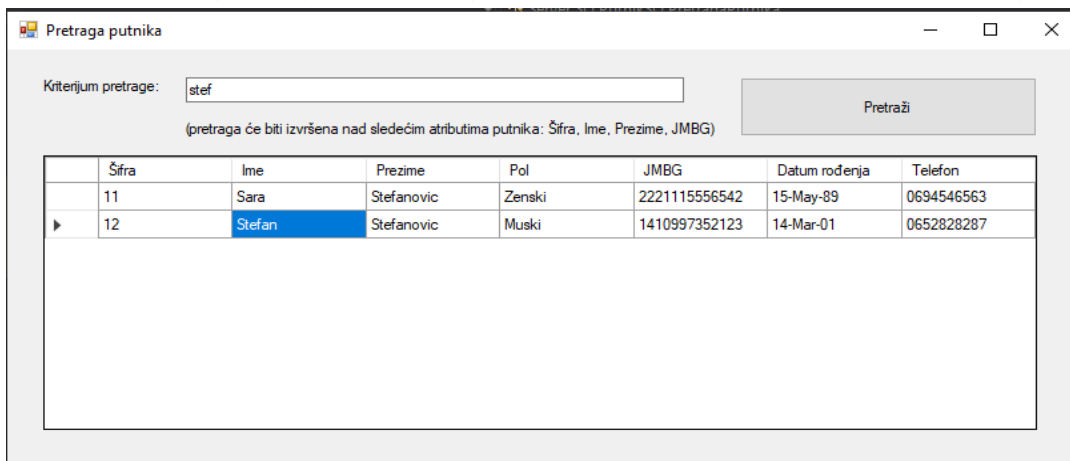 Pretraga putnika
Kriterijum pretrage: stef
Pretraži
(pretraga će biti izvršena nad sledećim atributima putnika: Šifra, Ime, Prezime, JMBG)
Šifra Ime Prezime Pol JMBG Datum rođenja Telefon
11 Sara Stefanovic Zenski 2221115556542 15-May-89 0694546563
12 Stefan Stefanovic Muski 1410997352123 14-Mar-01 0652828287